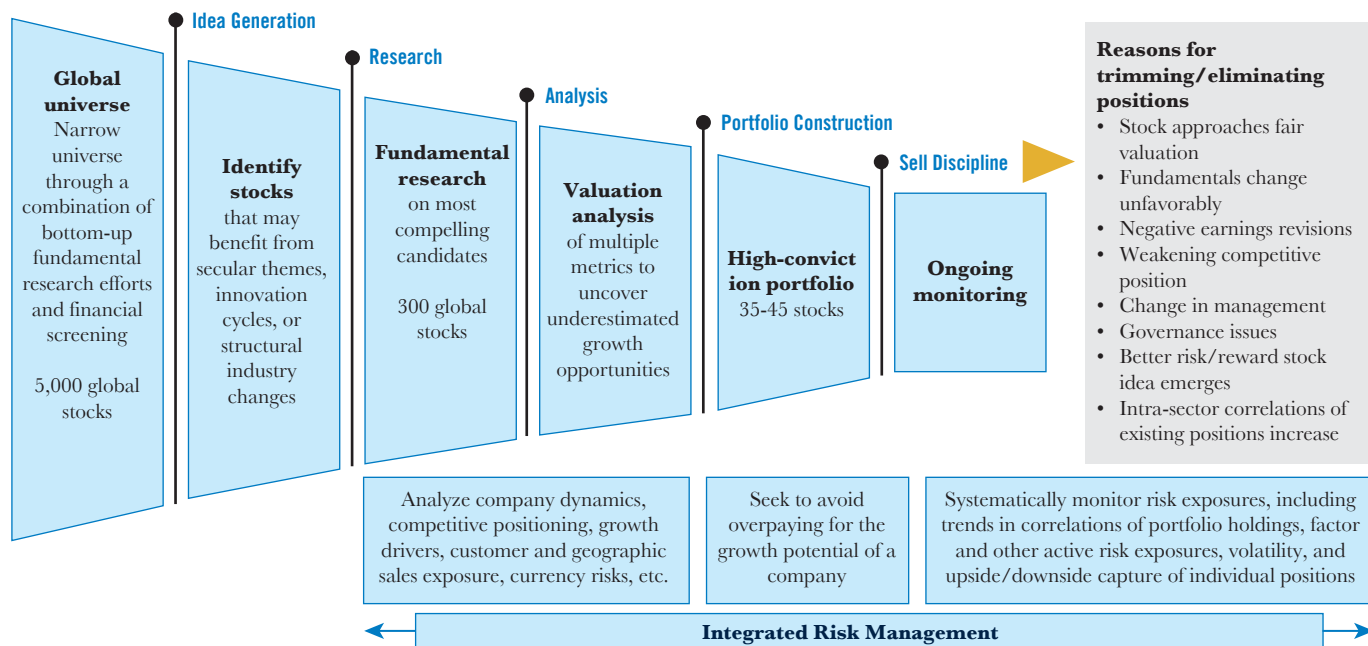 Idea Generation
Research
Analysis
Portfolio Construction
Sell Discipline
Global
universe
Narrow
universe
through a
combination of
bottom-up
fundamental
research efforts
and financial
screening
5,000 global
stocks
Identify
stocks
that may
benefit from
secular themes,
innovation
cycles, or
structural
industry
changes
Fundamental
research
on most
compelling
candidates
300 global
stocks
Valuation
analysis
of multiple
metrics to
uncover
underestimated
growth
opportunities
High-convict
ion portfolio
35-45 stocks
Ongoing
monitoring
Reasons for
trimming/eliminating
positions
• Stock approaches fair
valuation
• Fundamentals change
unfavorably
• Negative earnings revisions
• Weakening competitive
position
• Change in management
• Governance issues
• Better risk/reward stock
idea emerges
• Intra-sector correlations of
existing positions increase
Analyze company dynamics,
competitive positioning, growth
drivers, customer and geographic
sales exposure, currency risks, etc.
Seek to avoid
overpaying for the
growth potential of a
company
Systematically monitor risk exposures, including
trends in correlations of portfolio holdings, factor
and other active risk exposures, volatility, and
upside/downside capture of individual positions
Integrated Risk Management